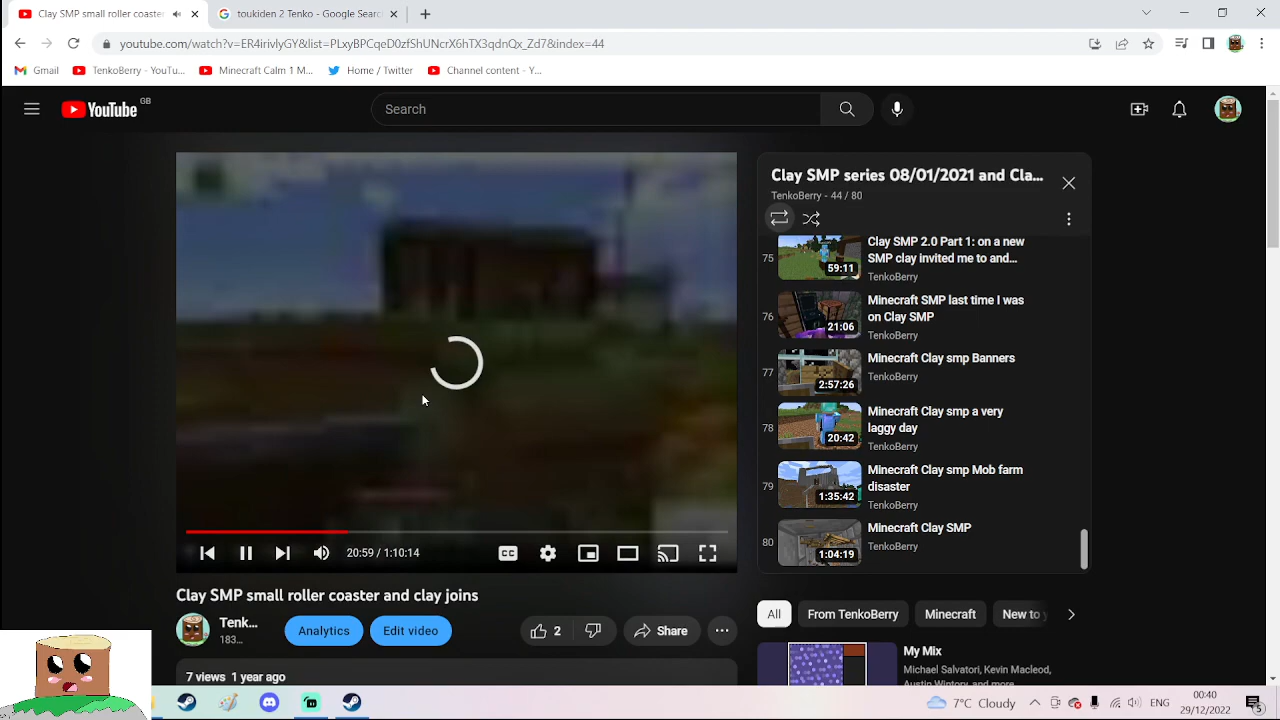 Clay SMP small roller coaster
toukiden 2 Tenko - Google Searc
youtube.com/watch?v=ER4irivlyGY&list=PLxyBPCqeD0zfShUNcrX6hTX3qdnQx_Zd7&index=44
Gmail
TenkoBerry - YouTu...
Minecraft Calm 1 M...
Home / Twitter
Channel content - Y...
YouTube GB
Search
Clay SMP series 08/01/2021 and Cla...
TenkoBerry - 44 / 80
75
59:11
Clay SMP 2.0 Part 1: on a new
SMP clay invited me to and...
TenkoBerry
76
21:06
Minecraft SMP last time I was
on Clay SMP
TenkoBerry
77
2:57:26
Minecraft Clay smp Banners
TenkoBerry
78
20:42
Minecraft Clay smp a very
laggy day
TenkoBerry
79
1:35:42
Minecraft Clay smp Mob farm
disaster
TenkoBerry
80
1:04:19
Minecraft Clay SMP
TenkoBerry
20:59 / 1:10:14
CC
Clay SMP small roller coaster and clay joins
Tenk...
183...
Analytics
Edit video
2
Share
All
From TenkoBerry
Minecraft
New to y
7 views 1 year ago
My Mix
Michael Salvatori, Kevin Macleod,
Austin Wintory, and more
7°C Cloudy
ENG
00:40
29/12/2022
5